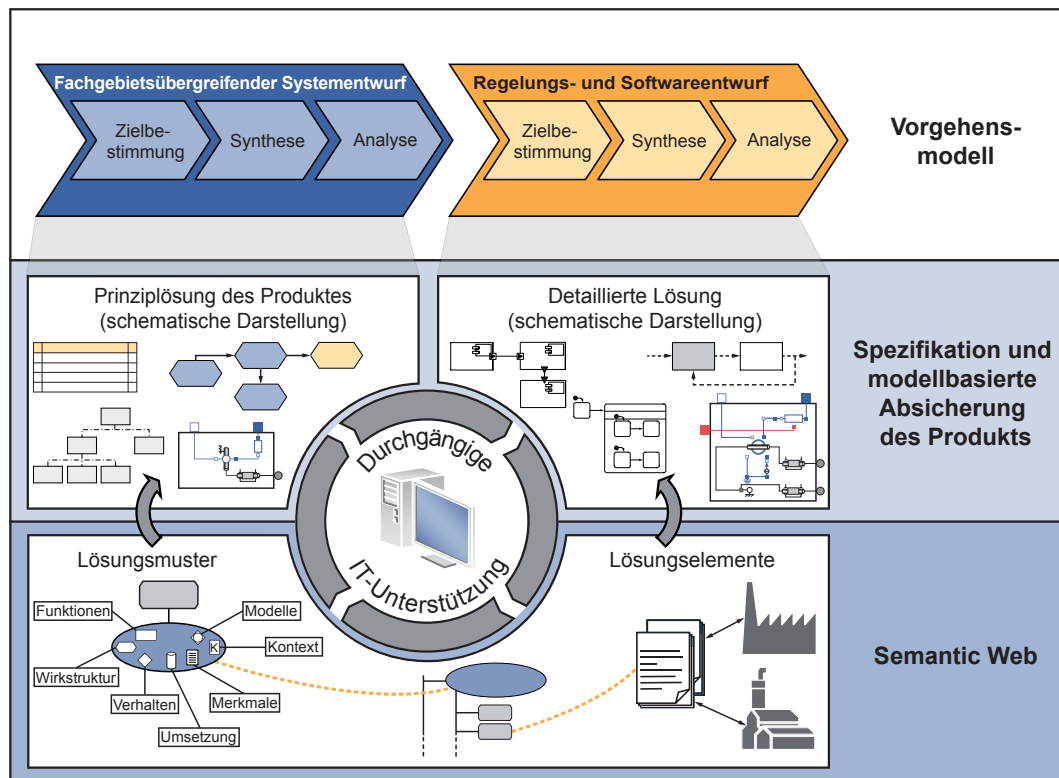 Fachgebietsübergreifender Systementwurf
Zielbe-
stimmung
Synthese
Analyse
Regelungs- und Softwareentwurf
Zielbe-
stimmung
Synthese
Analyse
Vorgehens-
modell
Prinziplösung des Produktes
(schematische Darstellung)
Detaillierte Lösung
(schematische Darstellung)
Spezifikation und
modellbasierte
Absicherung
des Produkts
Durchgängige
IT-Unterstützung
Lösungsmuster
Funktionen
Modelle
K
Kontext
Wirkstruktur
Verhalten
Merkmale
Umsetzung
Lösungselemente
Semantic Web